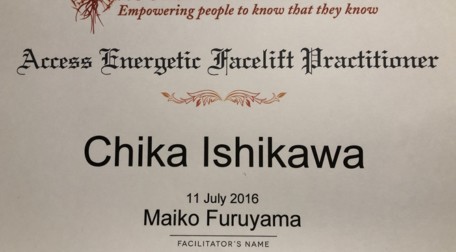 Empowering people to know that they know
Access Energetic Facelift Practitioner
Chika Ishikawa
11 July 2016
Maiko Furuyama
FACILITATOR'S NAME